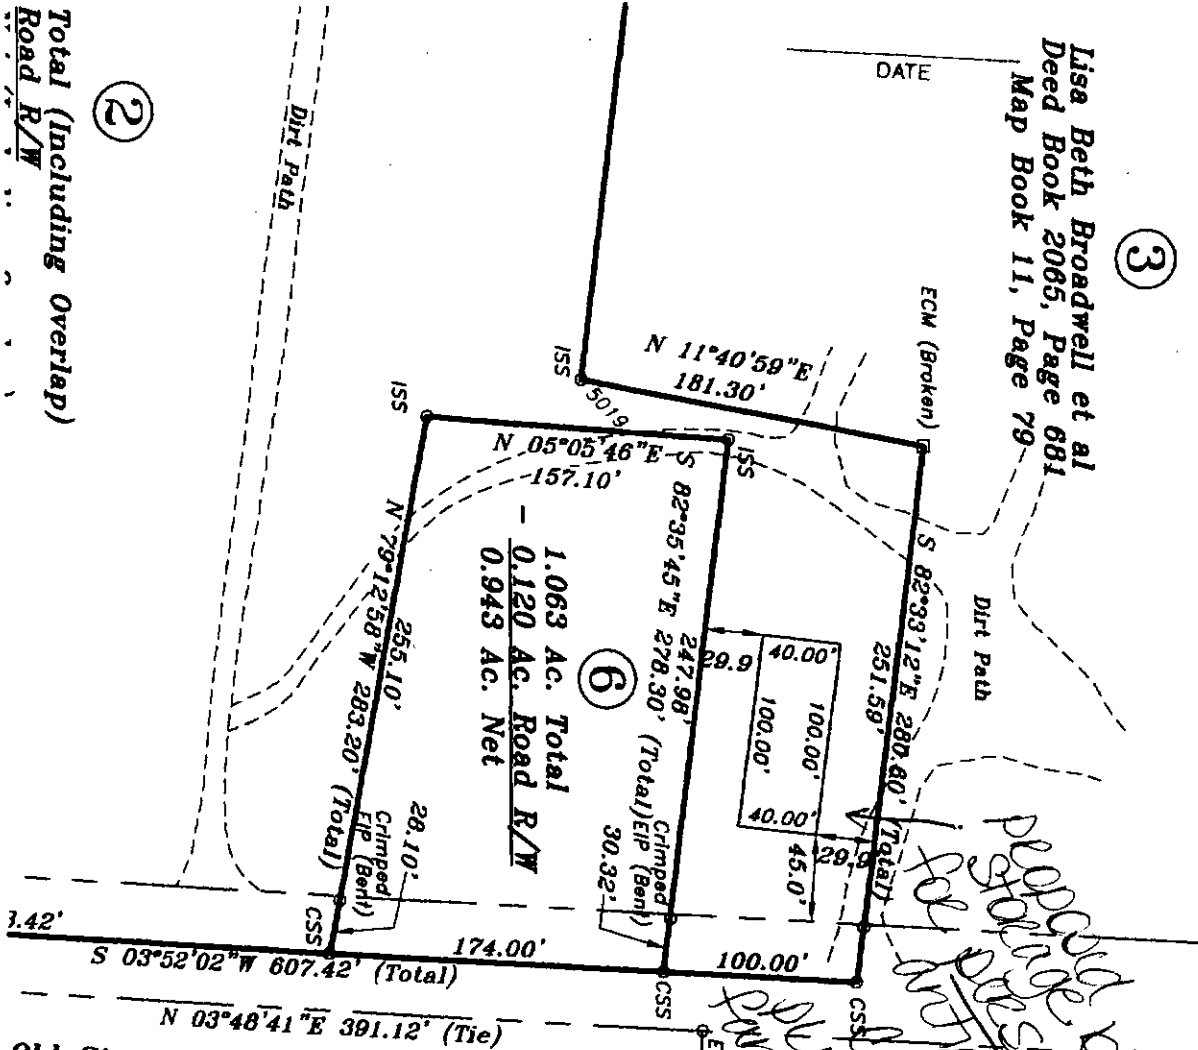 3
Lisa Beth Broadwell et al
Deed Book 2065, Page 681
Map Book 11, Page 79
DATE
2
Total (Including Overlap)
Road R/W
Dirt Path
ECM (Broken)
N 11°40'59"E
181.30'
ISS
5019
ISS
ISS
N 05°05'46"E
157.10'
S 82°33'12"E 280.60' (Total)
251.59'
Dirt Path
S 82°35'45"E 278.30' (Total)
247.98'
29.9
40.00'
100.00'
100.00'
40.00'
29.9
45.0'
6
1.063 Ac. Total
- 0.120 Ac. Road R/W
0.943 Ac. Net
N 79°12'58"W 283.20' (Total)
255.10'
28.10'
Crimped
EIP (Bent)
Crimped
EIP (Bent)
30.32'
CSS
CSS
CSS
3.42'
174.00'
100.00'
S 03°52'02"W 607.42' (Total)
N 03°48'41"E 391.12' (Tie)
storage
for